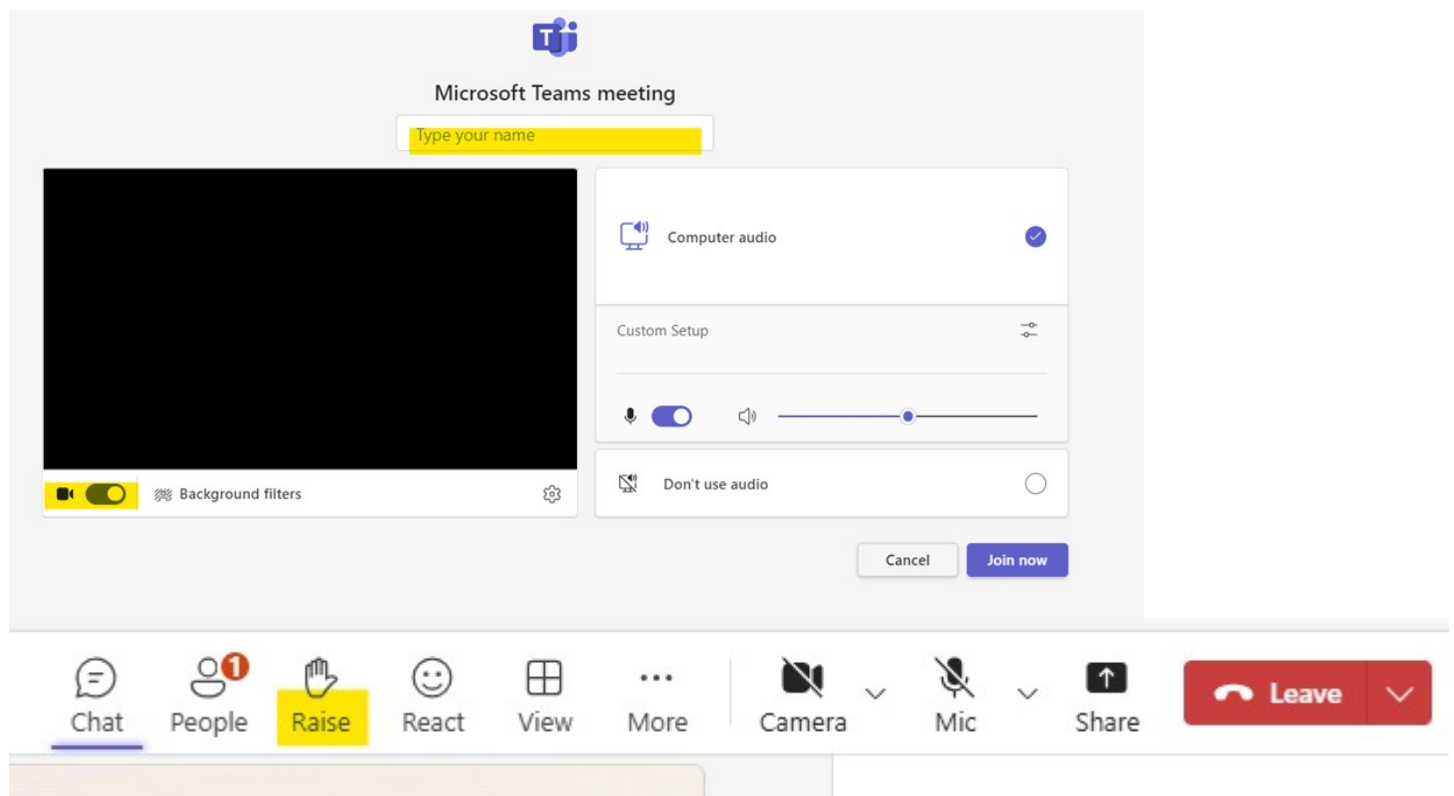 Microsoft Teams meeting
Type your name
Computer audio
Custom Setup
Background filters
Don't use audio
Cancel Join now
1
Chat People Raise React View More Camera Mic Share Leave